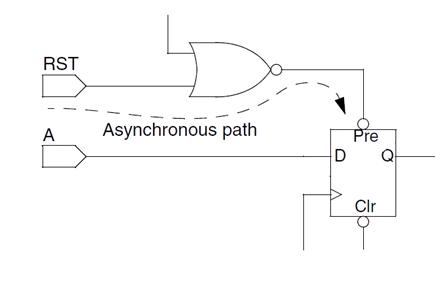 RST
A
Asynchronous path
Pre
D Q
Clr